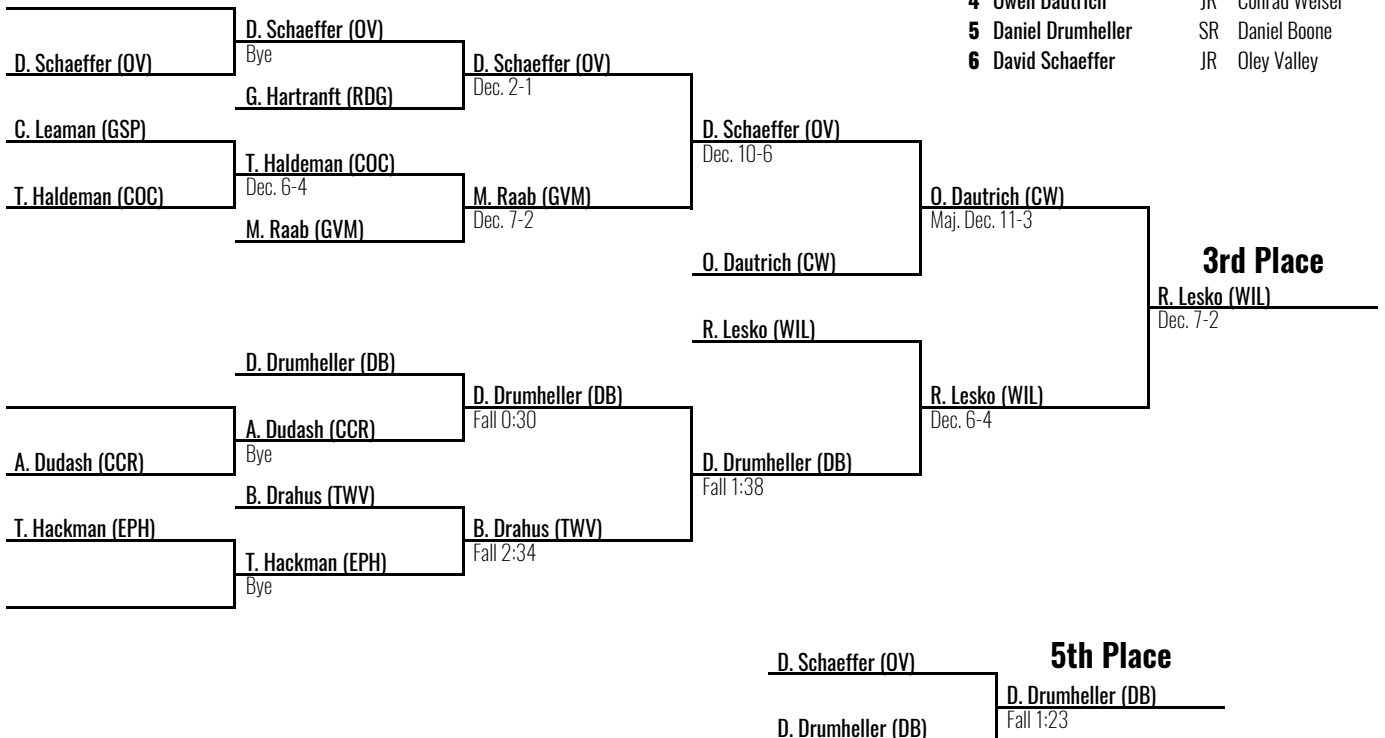 4 Owen Dautrich JR Conrad Weiser
5 Daniel Drumheller SR Daniel Boone
6 David Schaeffer JR Oley Valley
D. Schaeffer (OV)
D. Schaeffer (OV)
Bye
G. Hartranft (RDG)
D. Schaeffer (OV)
Dec. 2-1
C. Leaman (GSP)
T. Haldeman (COC)
T. Haldeman (COC)
Dec. 6-4
M. Raab (GVM)
M. Raab (GVM)
Dec. 7-2
D. Schaeffer (OV)
Dec. 10-6
O. Dautrich (CW)
O. Dautrich (CW)
Maj. Dec. 11-3
3rd Place
R. Lesko (WIL)
Dec. 7-2
R. Lesko (WIL)
R. Lesko (WIL)
Dec. 6-4
D. Drumheller (DB)
A. Dudash (CCR)
A. Dudash (CCR)
Bye
D. Drumheller (DB)
Fall 0:30
D. Drumheller (DB)
Fall 1:38
B. Drahus (TWV)
T. Hackman (EPH)
T. Hackman (EPH)
Bye
B. Drahus (TWV)
Fall 2:34
5th Place
D. Schaeffer (OV)
D. Drumheller (DB)
D. Drumheller (DB)
Fall 1:23